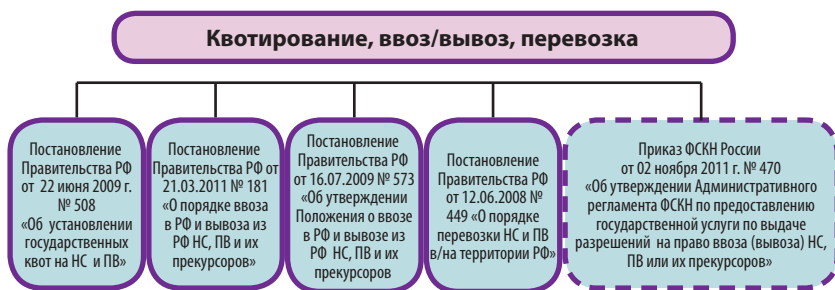 Квотирование, ввоз/вывоз, перевозка
Постановление
Правительства РФ
от 22 июня 2009 г.
№ 508
«Об установлении
государственных
квот на НС и ПВ»
Постановление
Правительства РФ от
21.03.2011 № 181
«О порядке ввоза
в РФ и вывоза из
РФ НС, ПВ и их
прекурсоров»
Постановление
Правительства РФ
от 16.07.2009 № 573
«Об утверждении
Положения о ввозе
в РФ и вывозе из
РФ НС, ПВ и их
прекурсоров
Постановление
Правительства РФ
от 12.06.2008 №
449 «О порядке
перевозки НС и ПВ
в/на территории РФ»
Приказ ФСКН России
от 02 ноября 2011 г. № 470
«Об утверждении Административного
регламента ФСКН по предоставлению
государственной услуги по выдаче
разрешений на право ввоза (вывоза) НС,
ПВ или их прекурсоров»